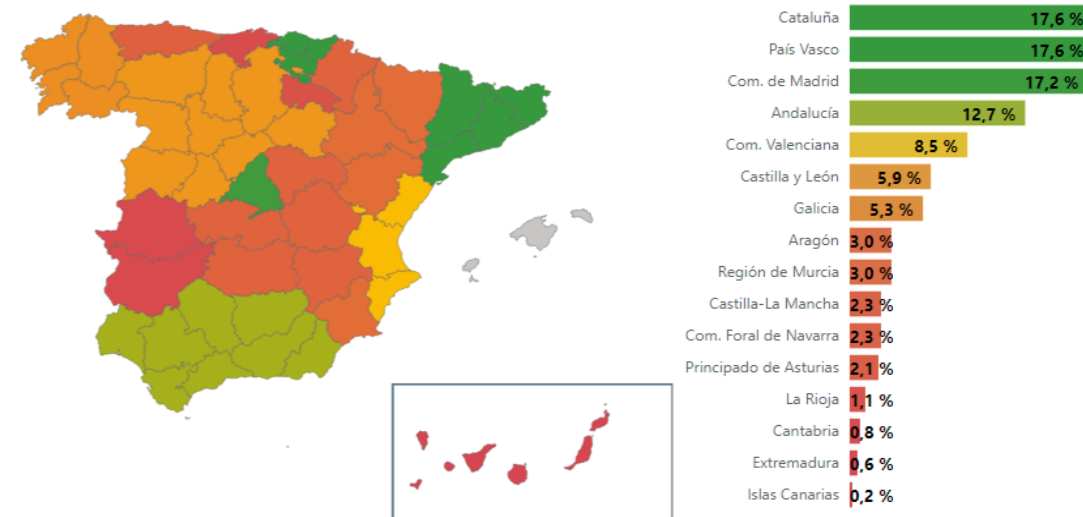 Cataluña 17,6 %
País Vasco 17,6 %
Com. de Madrid 17,2 %
Andalucía 12,7 %
Com. Valenciana 8,5 %
Castilla y León 5,9 %
Galicia 5,3 %
Aragón 3,0 %
Región de Murcia 3,0 %
Castilla-La Mancha 2,3 %
Com. Foral de Navarra 2,3 %
Principado de Asturias 2,1 %
La Rioja 1,1 %
Cantabria 0,8 %
Extremadura 0,6 %
Islas Canarias 0,2 %